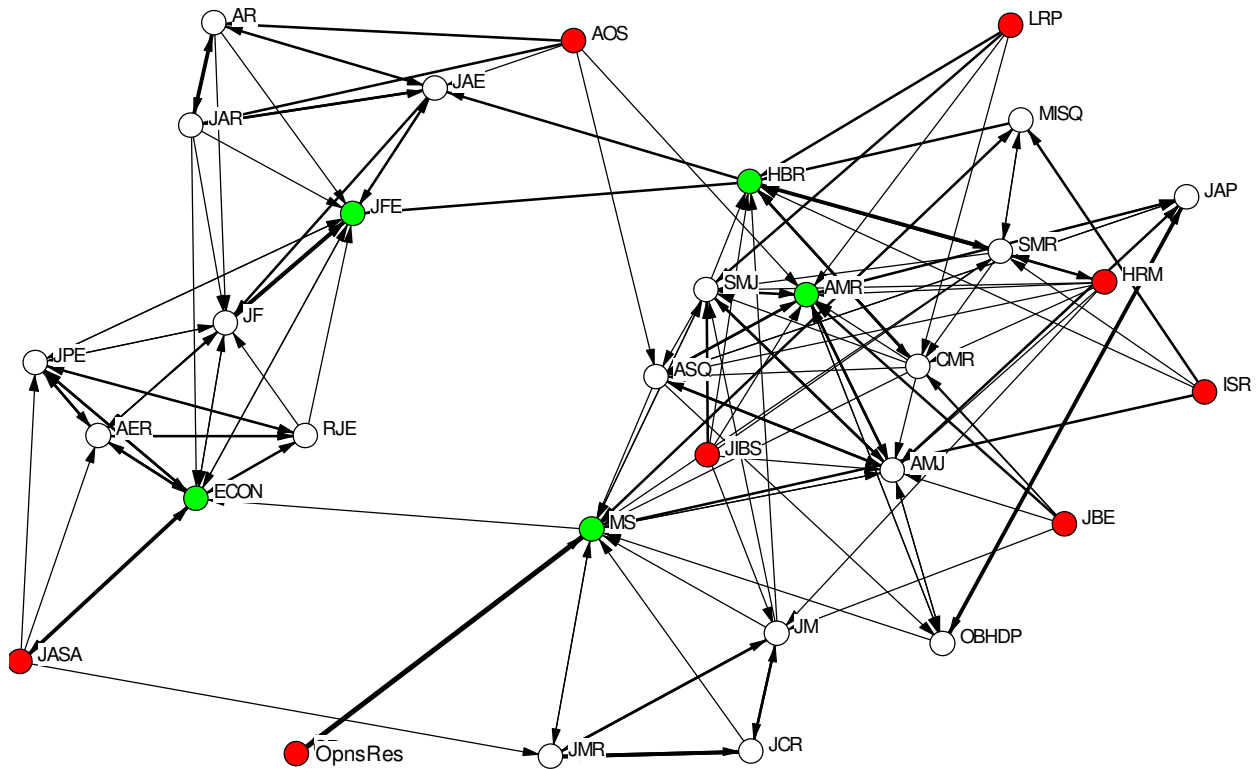 AR
AOS
LRP
JAE
JAR
MISQ
HBR
JAP
JFE
SMR
HRM
SMJ
AMR
JF
JPE
ASQ
CMR
ISR
AER
RJE
JIBS
AMJ
ECON
MS
JBE
JM
OBHDP
JASA
JMR
JCR
OpnsRes